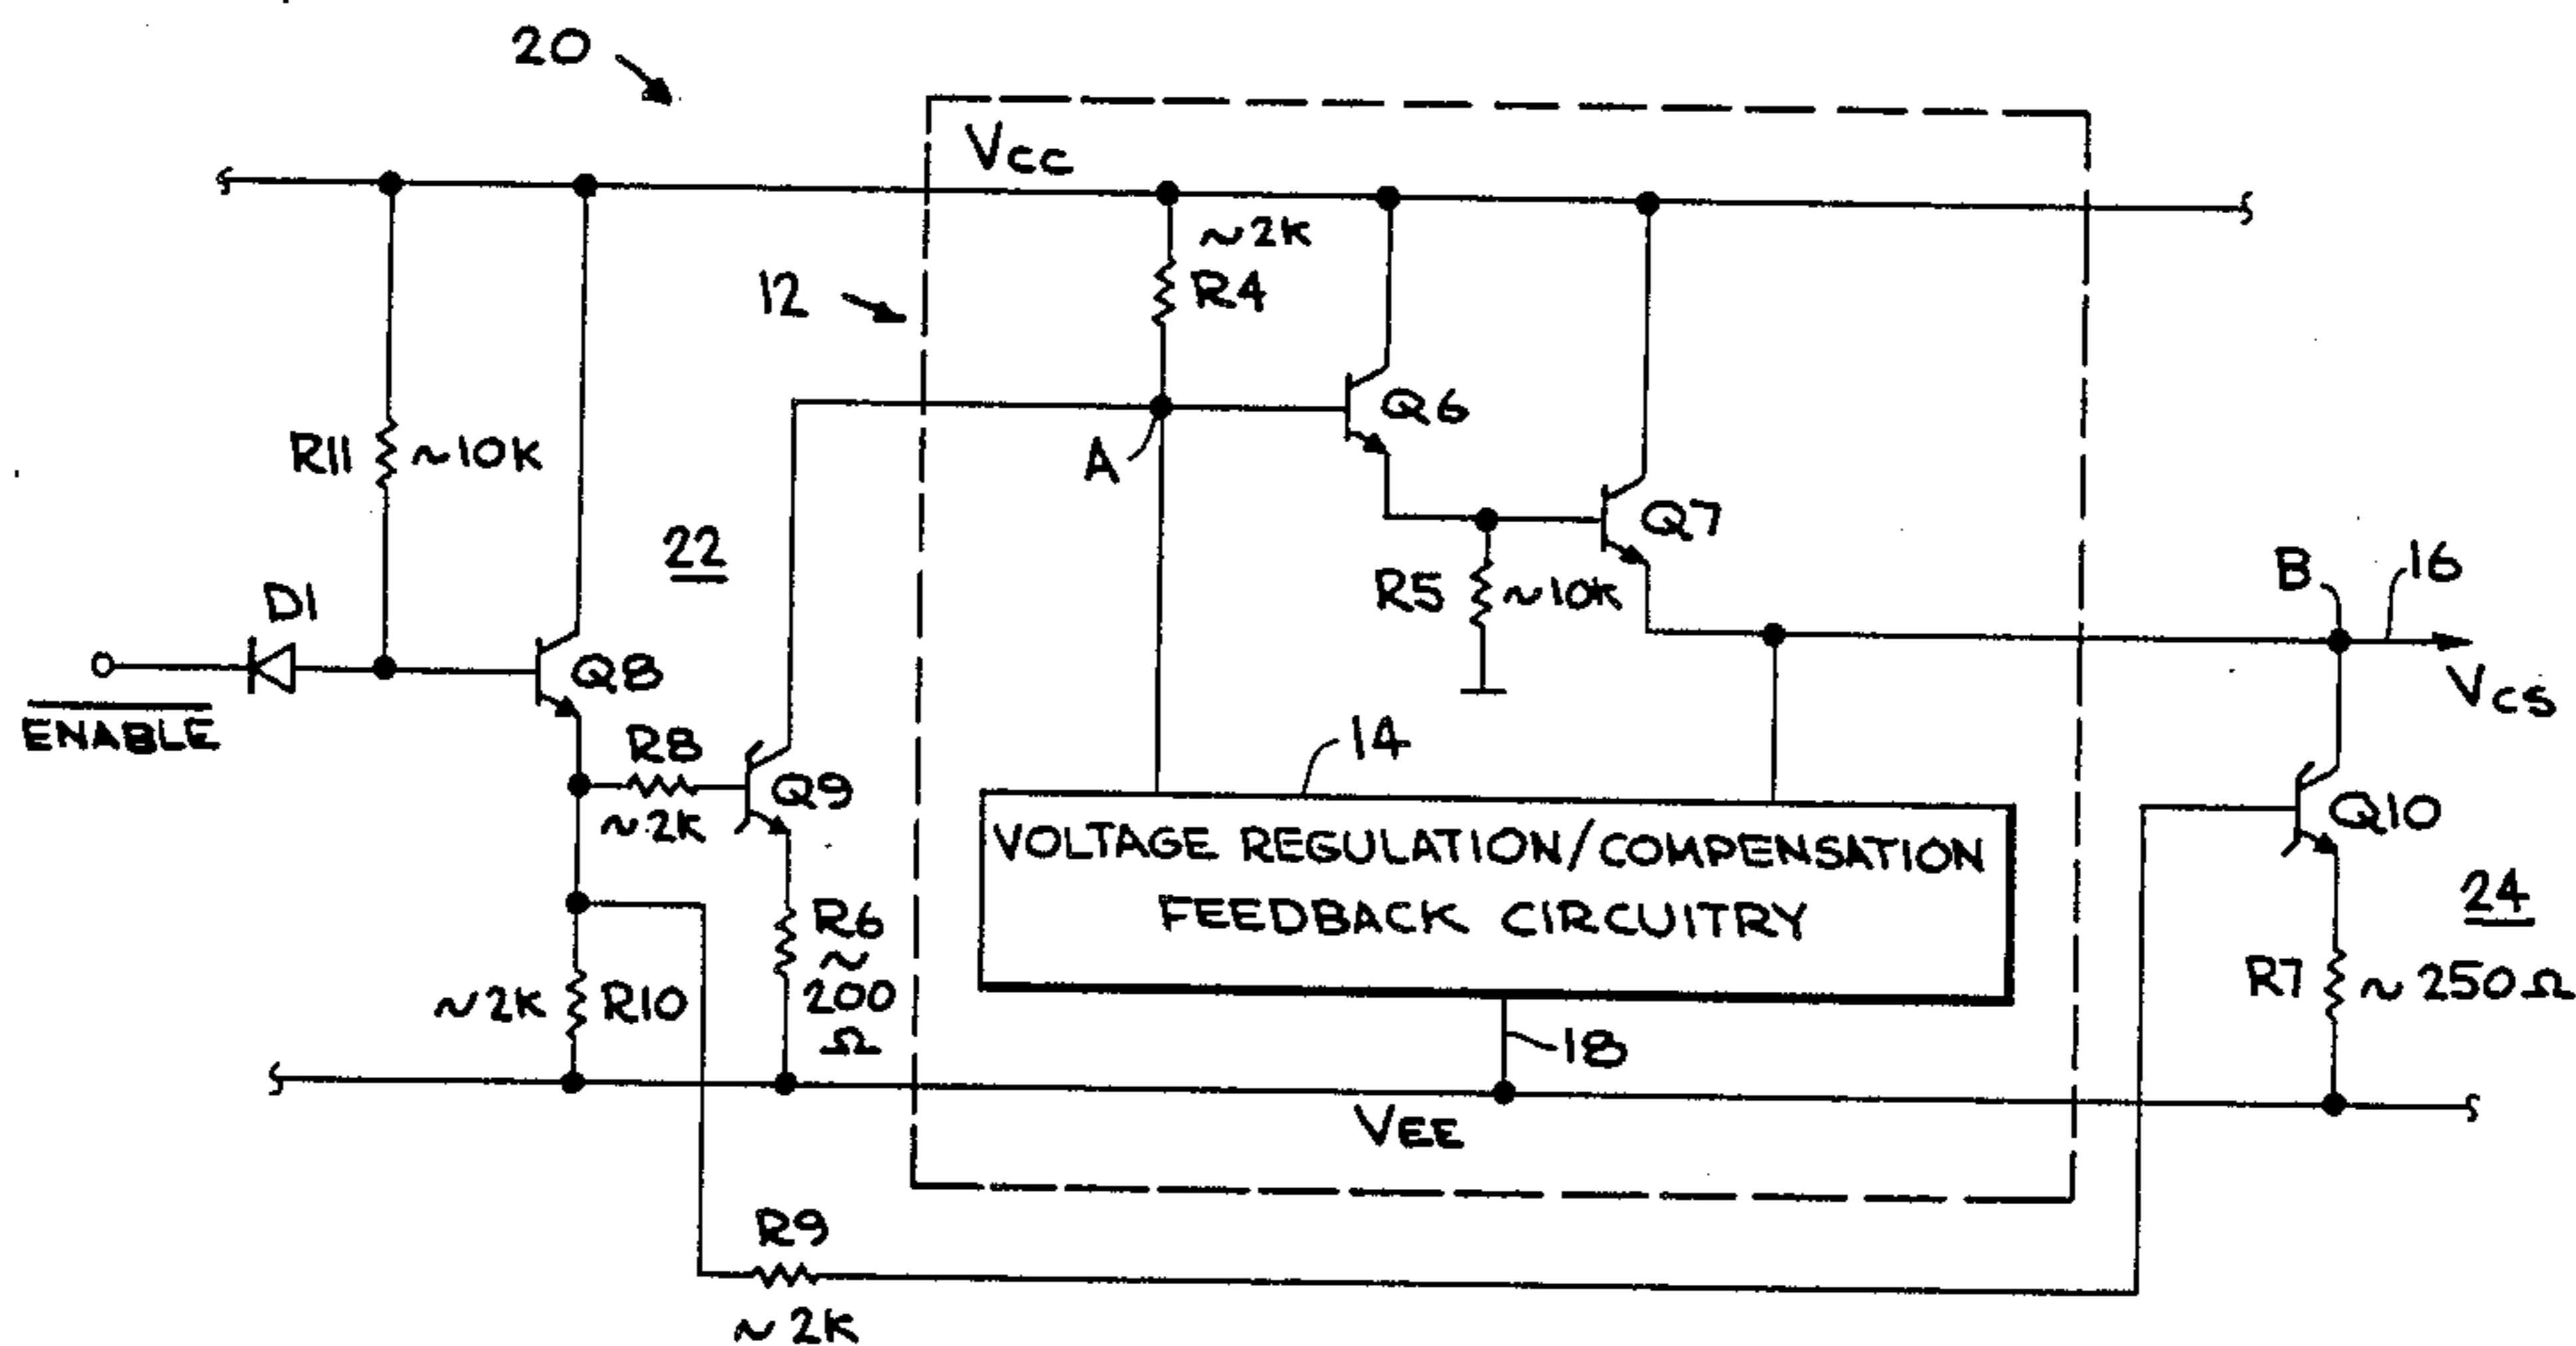 20
VCC
~2K
R4
12
A
Q6
R11
~10K
22
Q7
R5
~10K
B
16
VCS
D1
Q8
ENABLE
R8
~2K
Q9
14
VOLTAGE REGULATION/COMPENSATION
FEEDBACK CIRCUITRY
Q10
24
R6
~
200
Ω
R7
~250Ω
~2K
R10
18
VEE
R9
~2K